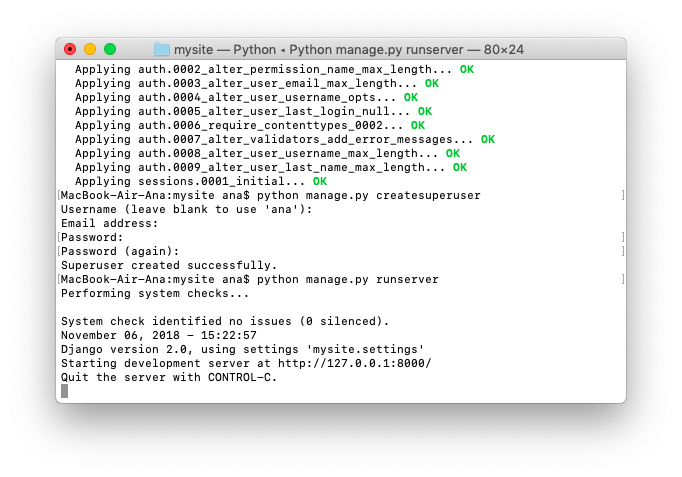 mysite — Python ◂ Python manage.py runserver — 80×24
Applying auth.0002_alter_permission_name_max_length... OK
Applying auth.0003_alter_user_email_max_length... OK
Applying auth.0004_alter_user_username_opts... OK
Applying auth.0005_alter_user_last_login_null... OK
Applying auth.0006_require_contenttypes_0002... OK
Applying auth.0007_alter_validators_add_error_messages... OK
Applying auth.0008_alter_user_username_max_length... OK
Applying auth.0009_alter_user_last_name_max_length... OK
Applying sessions.0001_initial... OK
[MacBook-Air-Ana:mysite ana$ python manage.py createsuperuser ]
Username (leave blank to use 'ana'):
Email address:
[Password: ]
[Password (again): ]
Superuser created successfully.
[MacBook-Air-Ana:mysite ana$ python manage.py runserver ]
Performing system checks...

System check identified no issues (0 silenced).
November 06, 2018 - 15:22:57
Django version 2.0, using settings 'mysite.settings'
Starting development server at http://127.0.0.1:8000/
Quit the server with CONTROL-C.